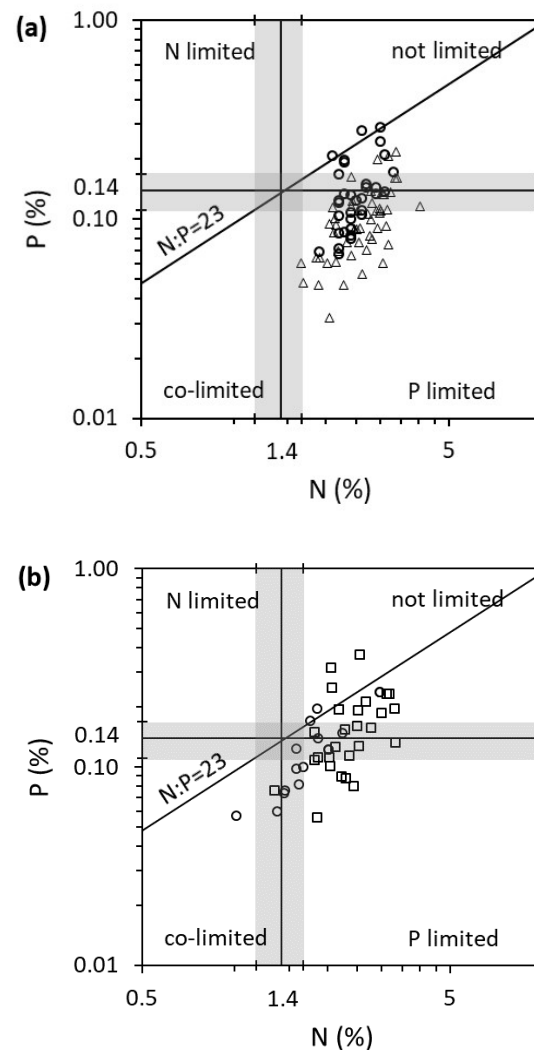 (a)
1.00
N limited
not limited
P (%)
0.14
0.10
N:P=23
co-limited
P limited
0.01
0.5
1.4
5
N (%)
(b)
1.00
N limited
not limited
P (%)
0.14
0.10
N:P=23
co-limited
P limited
0.01
0.5
1.4
5
N (%)